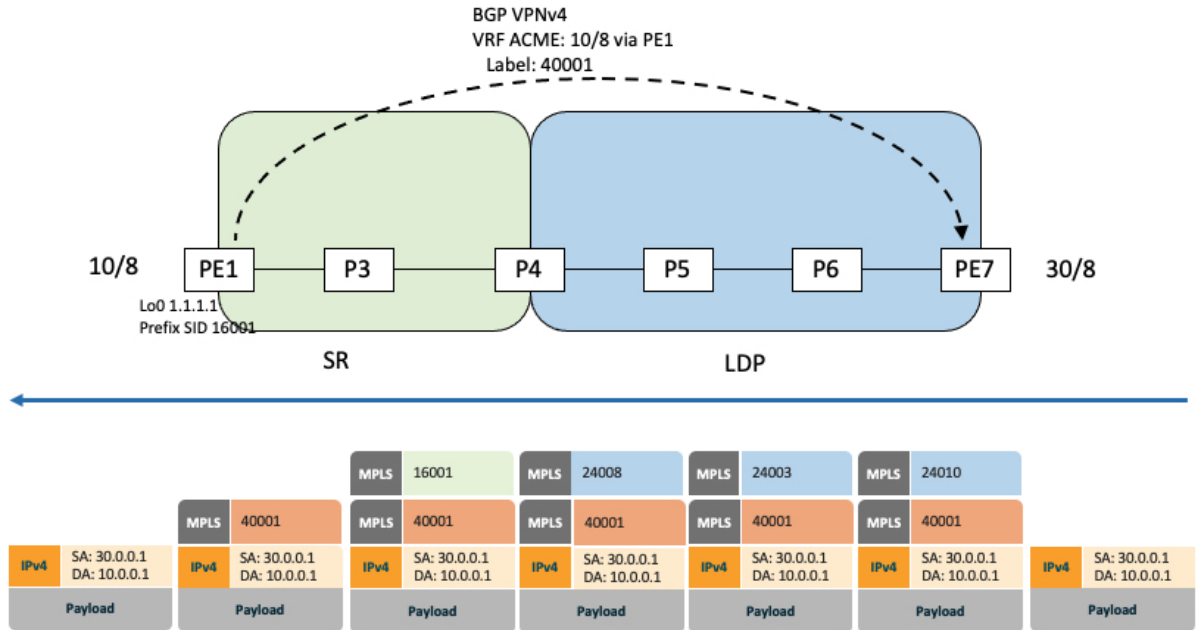 BGP VPNv4
VRF ACME: 10/8 via PE1
Label: 40001
10/8
PE1
P3
P4
P5
P6
PE7
30/8
Lo0 1.1.1.1
Prefix SID 16001
SR
LDP
MPLS 16001
MPLS 24008
MPLS 24003
MPLS 24010
MPLS 40001
MPLS 40001
MPLS 40001
MPLS 40001
MPLS 40001
IPv4 SA: 30.0.0.1
DA: 10.0.0.1
IPv4 SA: 30.0.0.1
DA: 10.0.0.1
IPv4 SA: 30.0.0.1
DA: 10.0.0.1
IPv4 SA: 30.0.0.1
DA: 10.0.0.1
IPv4 SA: 30.0.0.1
DA: 10.0.0.1
IPv4 SA: 30.0.0.1
DA: 10.0.0.1
IPv4 SA: 30.0.0.1
DA: 10.0.0.1
Payload
Payload
Payload
Payload
Payload
Payload
Payload